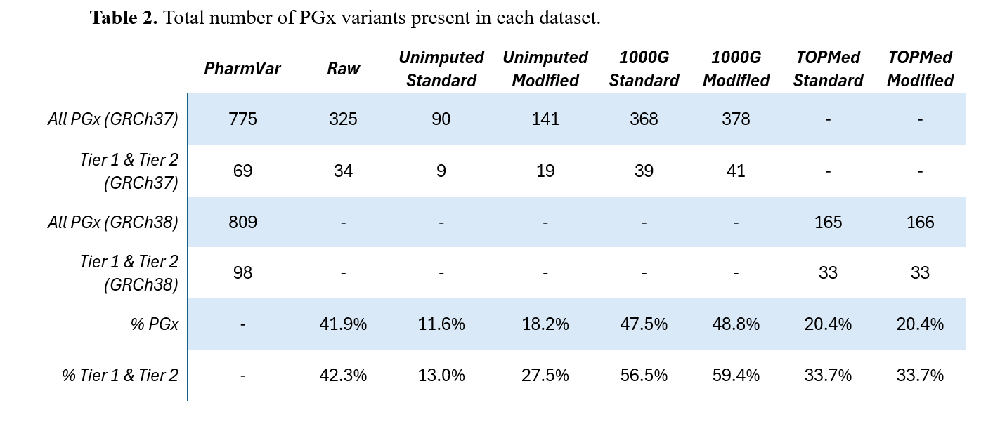 Table 2. Total number of PGx variants present in each dataset.
PharmVar Raw Unimputed Standard Unimputed Modified 1000G Standard 1000G Modified TOPMed Standard TOPMed Modified
All PGx (GRCh37) 775 325 90 141 368 378 - -
Tier 1 & Tier 2 (GRCh37) 69 34 9 19 39 41 - -
All PGx (GRCh38) 809 - - - - - 165 166
Tier 1 & Tier 2 (GRCh38) 98 - - - - - 33 33
% PGx - 41.9% 11.6% 18.2% 47.5% 48.8% 20.4% 20.4%
% Tier 1 & Tier 2 - 42.3% 13.0% 27.5% 56.5% 59.4% 33.7% 33.7%